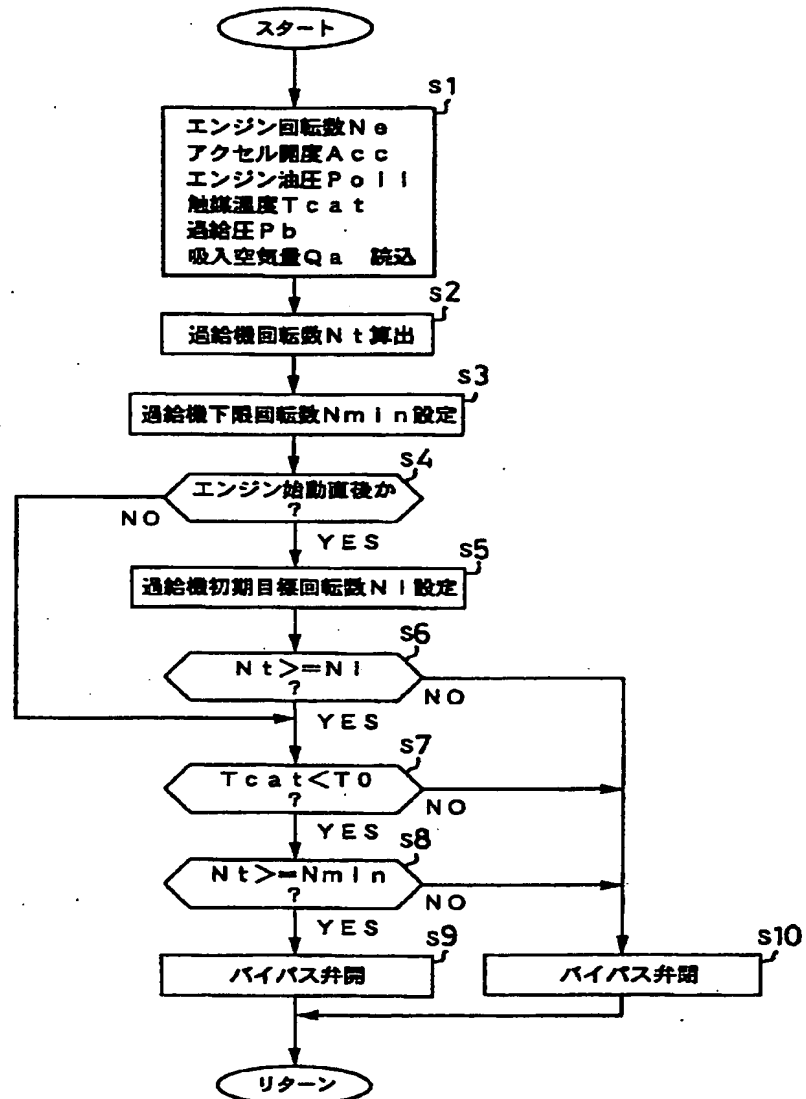 スタート
S1
エンジン回転数Ne
アクセル開度Acc
エンジン油圧Poil
触媒温度Tcat
過給圧Pb
吸入空気量Qa 読込
S2
過給機回転数Nt算出
S3
過給機下限回転数Nmin設定
S4
エンジン始動直後か
?
NO
YES
S5
過給機初期目標回転数NI設定
S6
Nt>=NI
?
NO
YES
S7
Tcat<T0
?
NO
YES
S8
Nt>=Nmin
?
NO
YES
S9
バイパス弁開
S10
バイパス弁閉
リターン